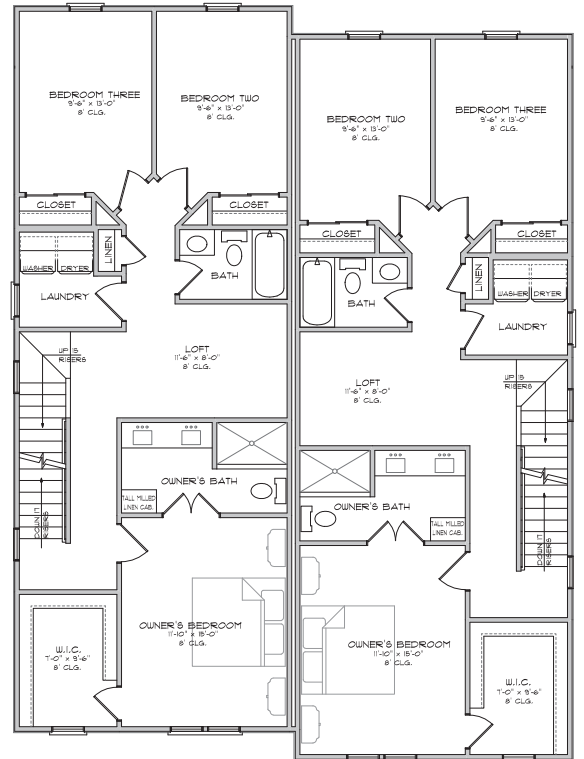 BEDROOM THREE
9'-6" x 13'-0"
8' CLG.
BEDROOM TWO
9'-6" x 13'-0"
8' CLG.
CLOSET
CLOSET
LINEN
WASHER
DRYER
LAUNDRY
BATH
LOFT
11'-6" x 8'-0"
8' CLG.
UP 15
RISERS
DOWN 17
RISERS
OWNER'S BATH
TALL MILLED
LINEN CAB.
OWNER'S BEDROOM
11'-10" x 15'-0"
8' CLG.
W.I.C.
7'-0" x 9'-6"
8' CLG.
BEDROOM TWO
9'-6" x 13'-0"
8' CLG.
BEDROOM THREE
9'-6" x 13'-0"
8' CLG.
CLOSET
CLOSET
LINEN
WASHER
DRYER
BATH
LAUNDRY
LOFT
11'-6" x 8'-0"
8' CLG.
UP 15
RISERS
DOWN 17
RISERS
OWNER'S BATH
TALL MILLED
LINEN CAB.
OWNER'S BEDROOM
11'-10" x 15'-0"
8' CLG.
W.I.C.
7'-0" x 9'-6"
8' CLG.